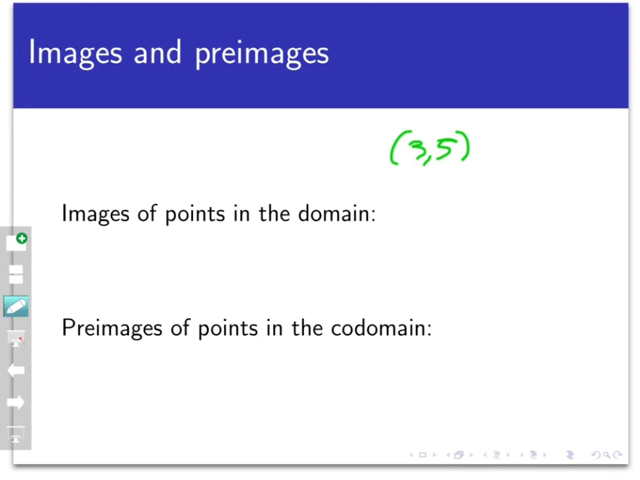 Images and preimages
(3,5)
Images of points in the domain:
Preimages of points in the codomain: